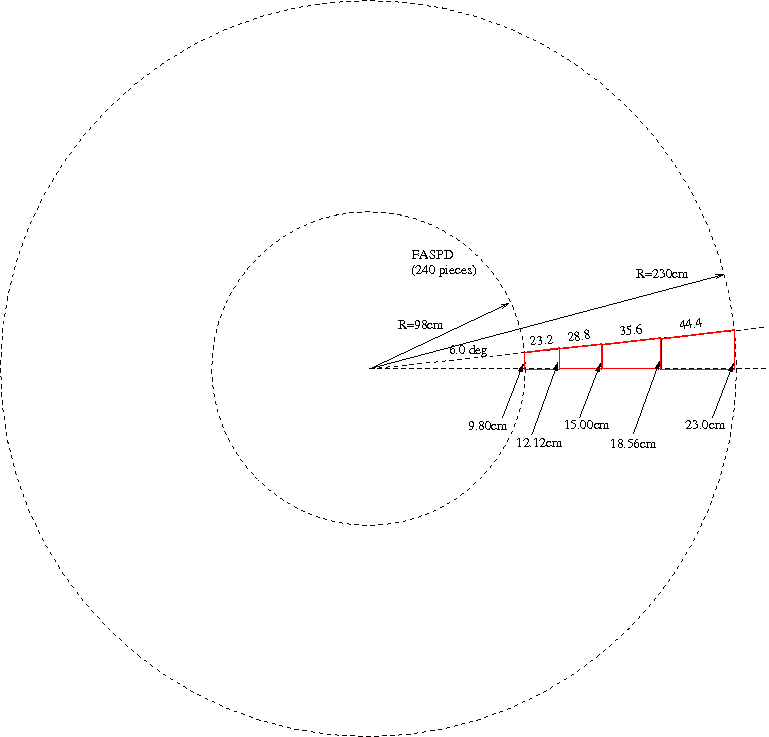 FASPD
(240 pieces)
R=230cm
R=98cm
6.0 deg
23.2
28.8
35.6
44.4
9.80cm
12.12cm
15.00cm
18.56cm
23.0cm